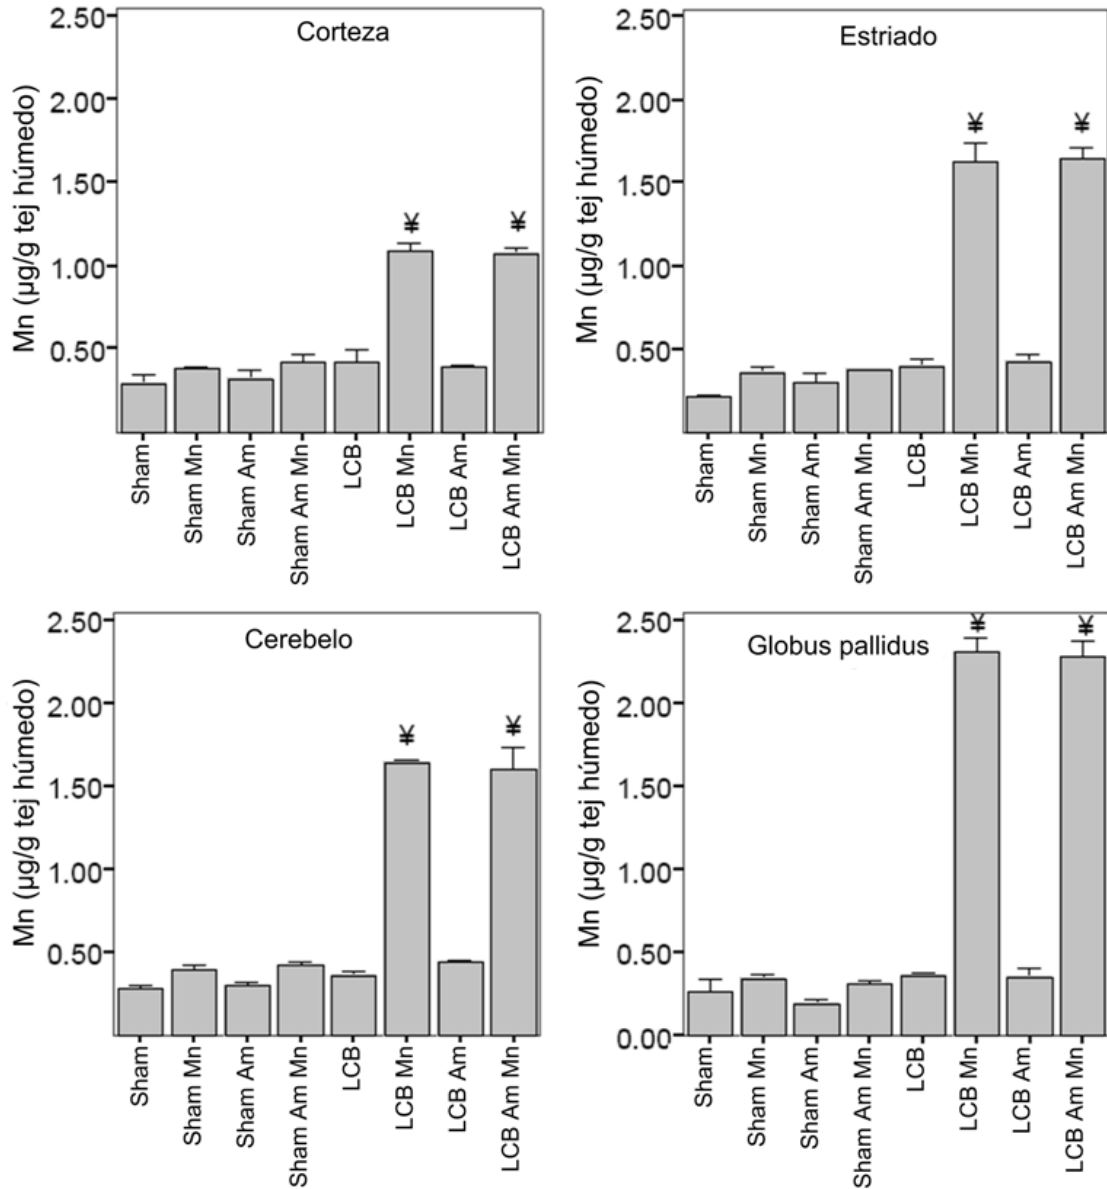 Corteza
Mn (µg/g tej húmedo)
2.50
2.00
1.50
1.00
0.50
¥
¥
Sham
Sham Mn
Sham Am
Sham Am Mn
LCB
LCB Mn
LCB Am
LCB Am Mn
Estriado
Mn (µg/g tej húmedo)
2.50
2.00
1.50
1.00
0.50
¥
¥
Sham
Sham Mn
Sham Am
Sham Am Mn
LCB
LCB Mn
LCB Am
LCB Am Mn
Cerebelo
Mn (µg/g tej húmedo)
2.50
2.00
1.50
1.00
0.50
¥
¥
Sham
Sham Mn
Sham Am
Sham Am Mn
LCB
LCB Mn
LCB Am
LCB Am Mn
Globus pallidus
Mn (µg/g tej húmedo)
2.50
2.00
1.50
1.00
0.50
0.00
¥
¥
Sham
Sham Mn
Sham Am
Sham Am Mn
LCB
LCB Mn
LCB Am
LCB Am Mn